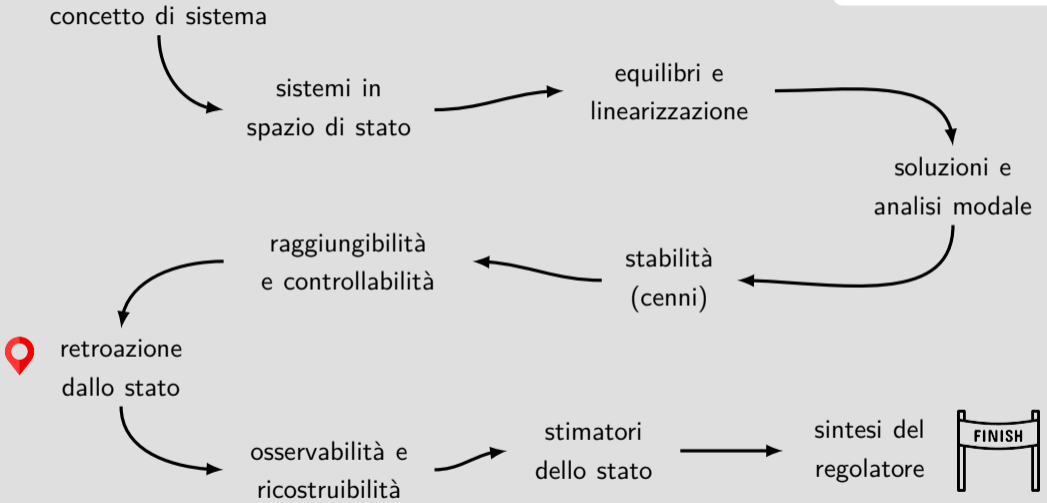 concetto di sistema
sistemi in
spazio di stato
equilibri e
linearizzazione
soluzioni e
analisi modale
stabilità
(cenni)
raggiungibilità
e controllabilità
retroazione
dallo stato
osservabilità e
ricostruibilità
stimatori
dello stato
sintesi del
regolatore
FINISH